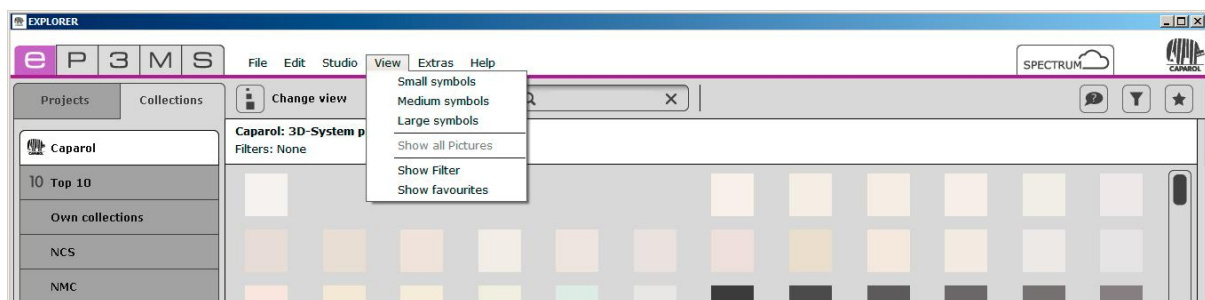 EXPLORER
e P 3 M S
File Edit Studio View Extras Help
SPECTRUM
CAPAROL
Small symbols
Medium symbols
Large symbols
Show all Pictures
Show Filter
Show favourites
Projects Collections
Change view
Caparol: 3D-System p
Filters: None
Caparol
10 Top 10
Own collections
NCS
NMC